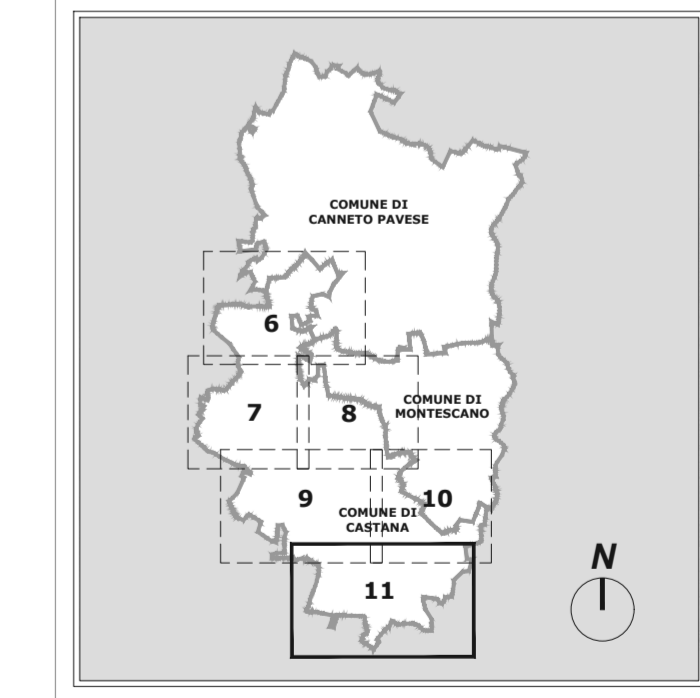 COMUNE DI
CANNETO PAVESE
6
7
8
COMUNE DI
MONTESCANO
9
10
COMUNE DI
CASTANA
11
N